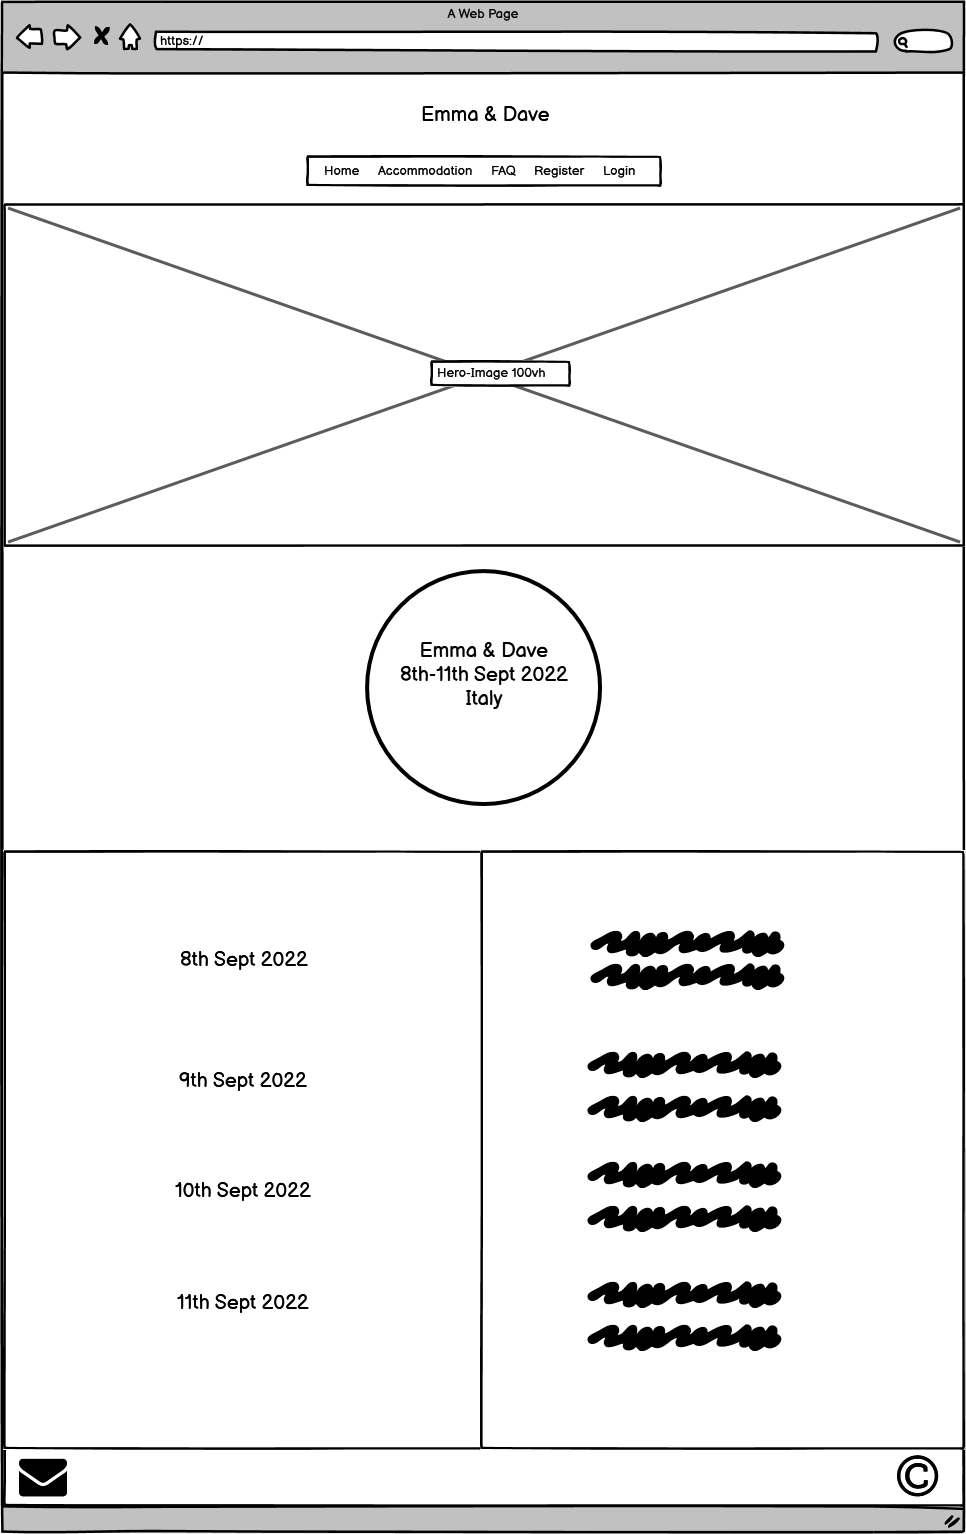 A Web Page
https://
Emma & Dave
Home Accommodation FAQ Register Login
Hero-Image 100vh
Emma & Dave
8th-11th Sept 2022
Italy
8th Sept 2022
9th Sept 2022
10th Sept 2022
11th Sept 2022
©